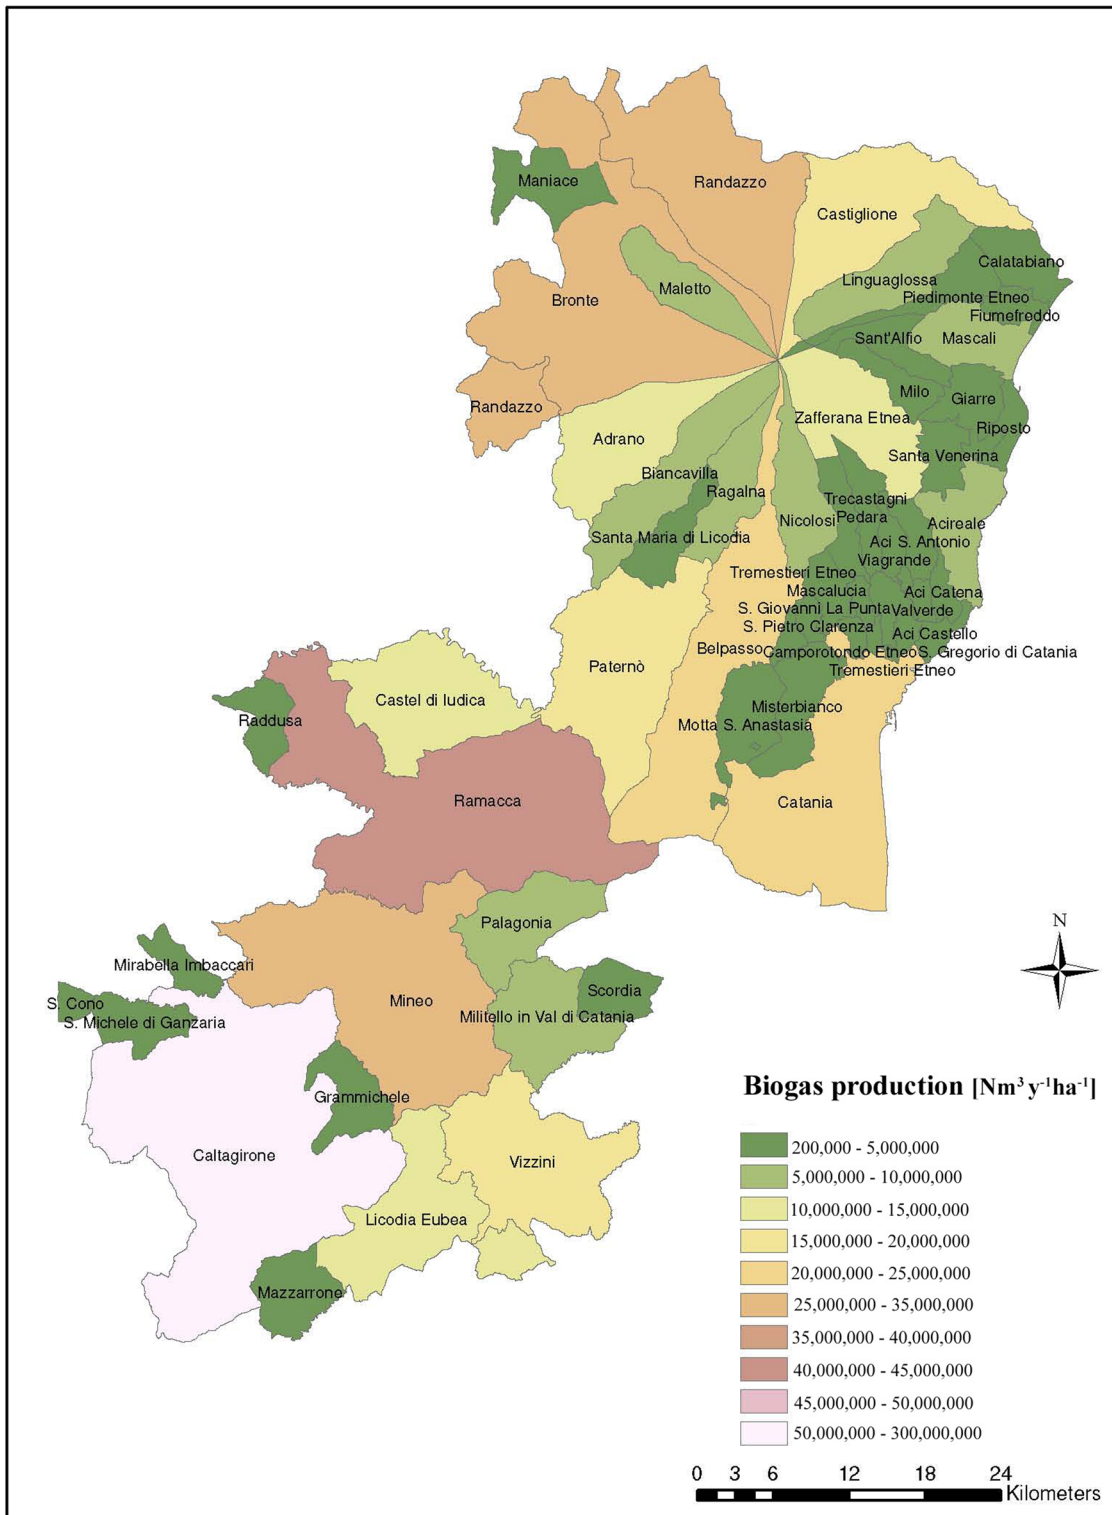 Maniace
Randazzo
Castiglione
Calatabiano
Linguaglossa
Maletto
Piedimonte Etneo
Bronte
Fiumefreddo
Sant'Alfio
Mascali
Milo
Giarre
Randazzo
Zafferana Etnea
Riposto
Adrano
Santa Venerina
Biancavilla
Ragalna
Trecastagni
Nicolosi
Pedara
Acireale
Santa Maria di Licodia
Aci S. Antonio
Viagrande
Tremestieri Etneo
Mascalucia
Aci Catena
S. Giovanni La Punta
Valverde
S. Pietro Clarenza
Aci Castello
Belpasso
Camporotondo Etneo
S. Gregorio di Catania
Paternò
Tremestieri Etneo
Castel di Iudica
Misterbianco
Raddusa
Motta S. Anastasia
Ramacca
Catania
Palagonia
N
Mirabella Imbaccari
Scordia
S. Cono
Mineo
Militello in Val di Catania
S. Michele di Ganzaria
Grammichele
Caltagirone
Vizzini
Licodia Eubea
Mazzarrone
Biogas production [Nm³ y⁻¹ha⁻¹]
200,000 - 5,000,000
5,000,000 - 10,000,000
10,000,000 - 15,000,000
15,000,000 - 20,000,000
20,000,000 - 25,000,000
25,000,000 - 35,000,000
35,000,000 - 40,000,000
40,000,000 - 45,000,000
45,000,000 - 50,000,000
50,000,000 - 300,000,000
0 3 6 12 18 24
Kilometers